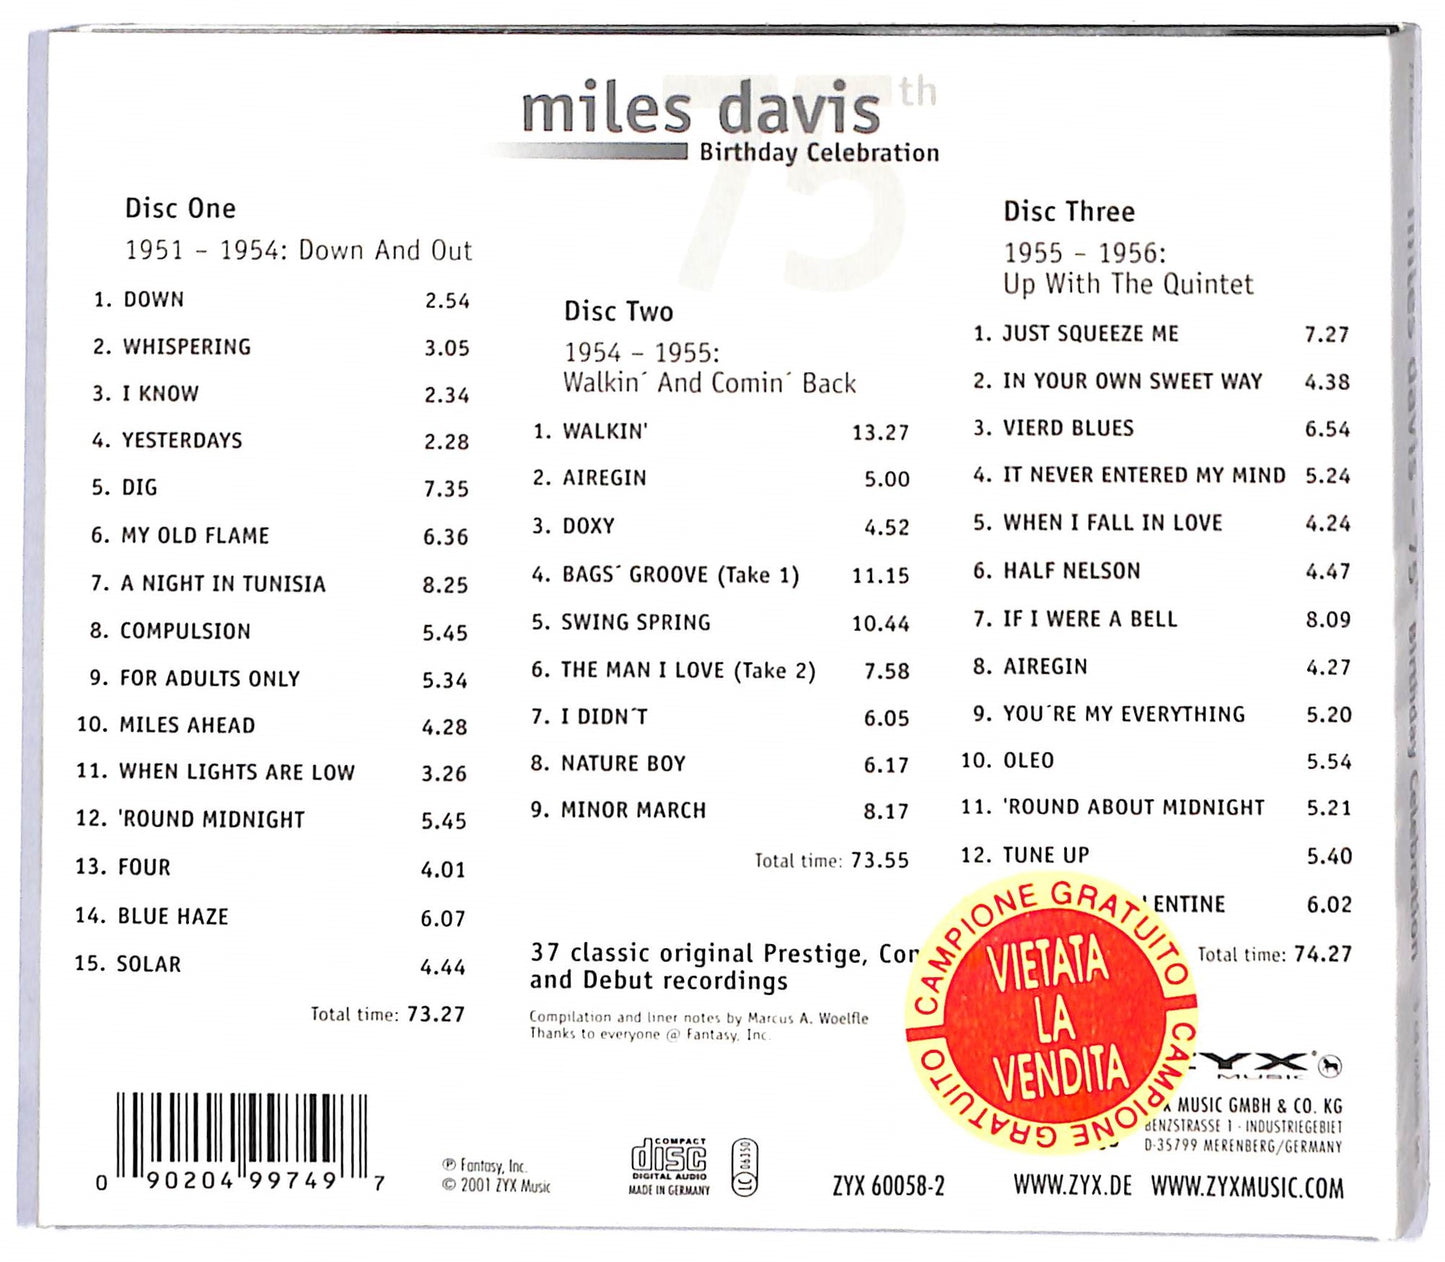 75th
miles davis
Birthday Celebration
Disc One
1951 – 1954: Down And Out
1. DOWN 2.54
2. WHISPERING 3.05
3. I KNOW 2.34
4. YESTERDAYS 2.28
5. DIG 7.35
6. MY OLD FLAME 6.36
7. A NIGHT IN TUNISIA 8.25
8. COMPULSION 5.45
9. FOR ADULTS ONLY 5.34
10. MILES AHEAD 4.28
11. WHEN LIGHTS ARE LOW 3.26
12. 'ROUND MIDNIGHT 5.45
13. FOUR 4.01
14. BLUE HAZE 6.07
15. SOLAR 4.44
Total time: 73.27
Disc Two
1954 – 1955:
Walkin´ And Comin´ Back
1. WALKIN' 13.27
2. AIREGIN 5.00
3. DOXY 4.52
4. BAGS´ GROOVE (Take 1) 11.15
5. SWING SPRING 10.44
6. THE MAN I LOVE (Take 2) 7.58
7. I DIDN´T 6.05
8. NATURE BOY 6.17
9. MINOR MARCH 8.17
Total time: 73.55
37 classic original Prestige,
and Debut recordings
Compilation and liner notes by Marcus A. Woelfle
Thanks to everyone @ Fantasy, Inc.
Disc Three
1955 – 1956:
Up With The Quintet
1. JUST SQUEEZE ME 7.27
2. IN YOUR OWN SWEET WAY 4.38
3. VIERD BLUES 6.54
4. IT NEVER ENTERED MY MIND 5.24
5. WHEN I FALL IN LOVE 4.24
6. HALF NELSON 4.47
7. IF I WERE A BELL 8.09
8. AIREGIN 4.27
9. YOU´RE MY EVERYTHING 5.20
10. OLEO 5.54
11. 'ROUND ABOUT MIDNIGHT 5.21
12. TUNE UP 5.40
ENTINE 6.02
Total time: 74.27
CAMPIONE GRATUITO
CAMPIONE GRATUITO
VIETATA
LA
VENDITA
ZYX
MUSIC
MUSIC GMBH & CO. KG
BENZSTRASSE 1 · INDUSTRIEGEBIET
D-35799 MERENBERG/GERMANY
0 90204 99749 7
℗ Fantasy, Inc.
© 2001 ZYX Music
COMPACT
disc
DIGITAL AUDIO
MADE IN GERMANY
LC 06350
ZYX 60058-2
WWW.ZYX.DE WWW.ZYXMUSIC.COM
miles davis - 75th Birthday Celebration